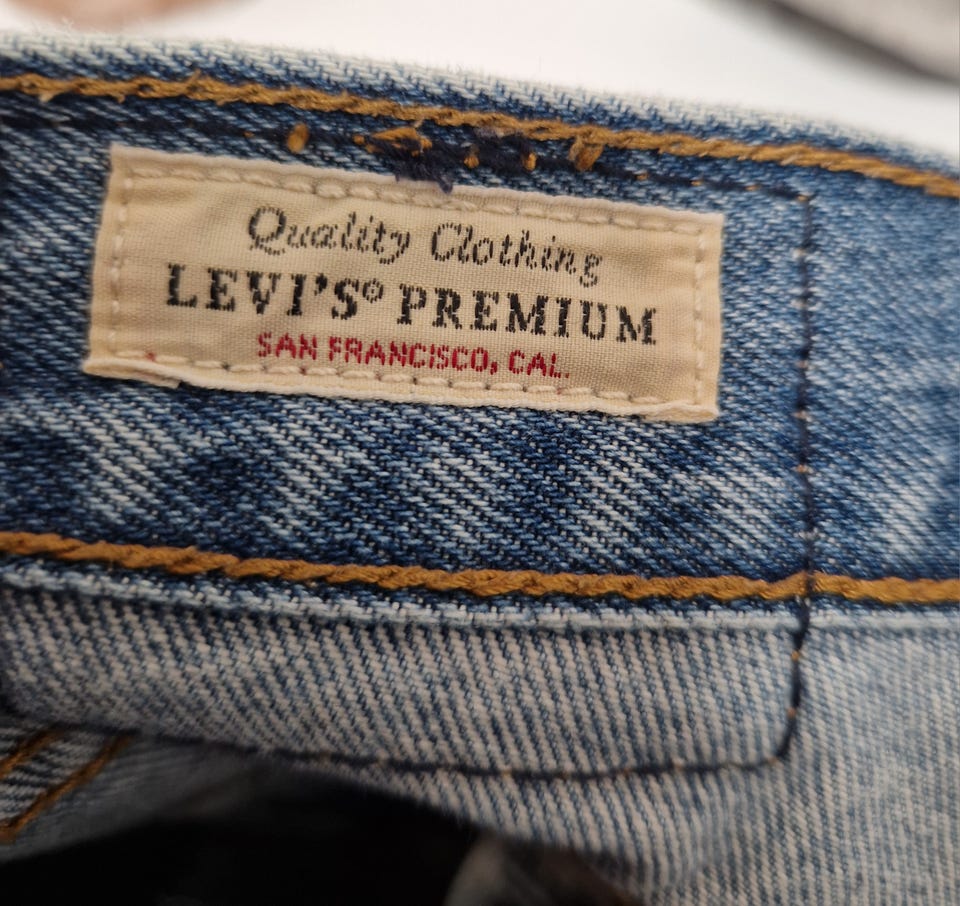 Quality Clothing
LEVI'S® PREMIUM
SAN FRANCISCO, CAL.